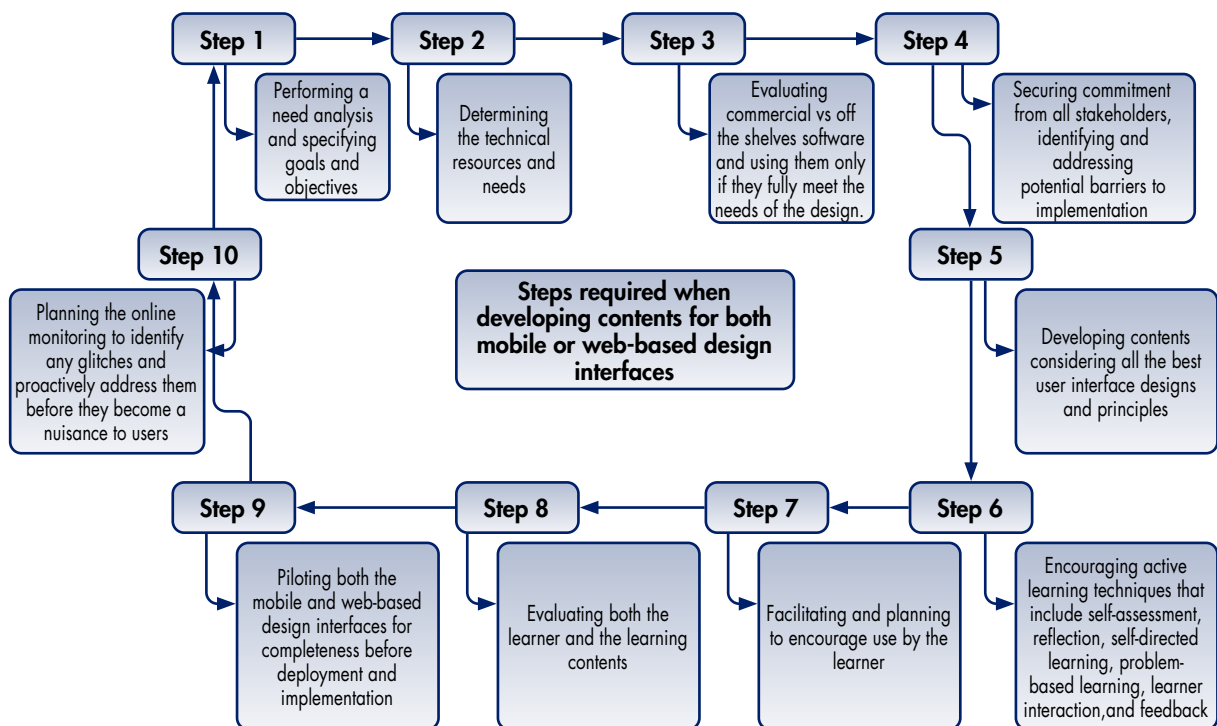 Step 1
Performing a
need analysis
and specifying
goals and
objectives
Step 2
Determining
the technical
resources and
needs
Step 3
Evaluating
commercial vs off
the shelves software
and using them only
if they fully meet the
needs of the design.
Step 4
Securing commitment
from all stakeholders,
identifying and
addressing
potential barriers to
implementation
Step 5
Developing contents
considering all the best
user interface designs
and principles
Step 6
Encouraging active
learning techniques that
include self-assessment,
reflection, self-directed
learning, problem-
based learning, learner
interaction,and feedback
Step 7
Facilitating and planning
to encourage use by the
learner
Step 8
Evaluating both the
learner and the learning
contents
Step 9
Piloting both the
mobile and web-based
design interfaces for
completeness before
deployment and
implementation
Step 10
Planning the online
monitoring to identify
any glitches and
proactively address them
before they become a
nuisance to users
Steps required when
developing contents for both
mobile or web-based design
interfaces